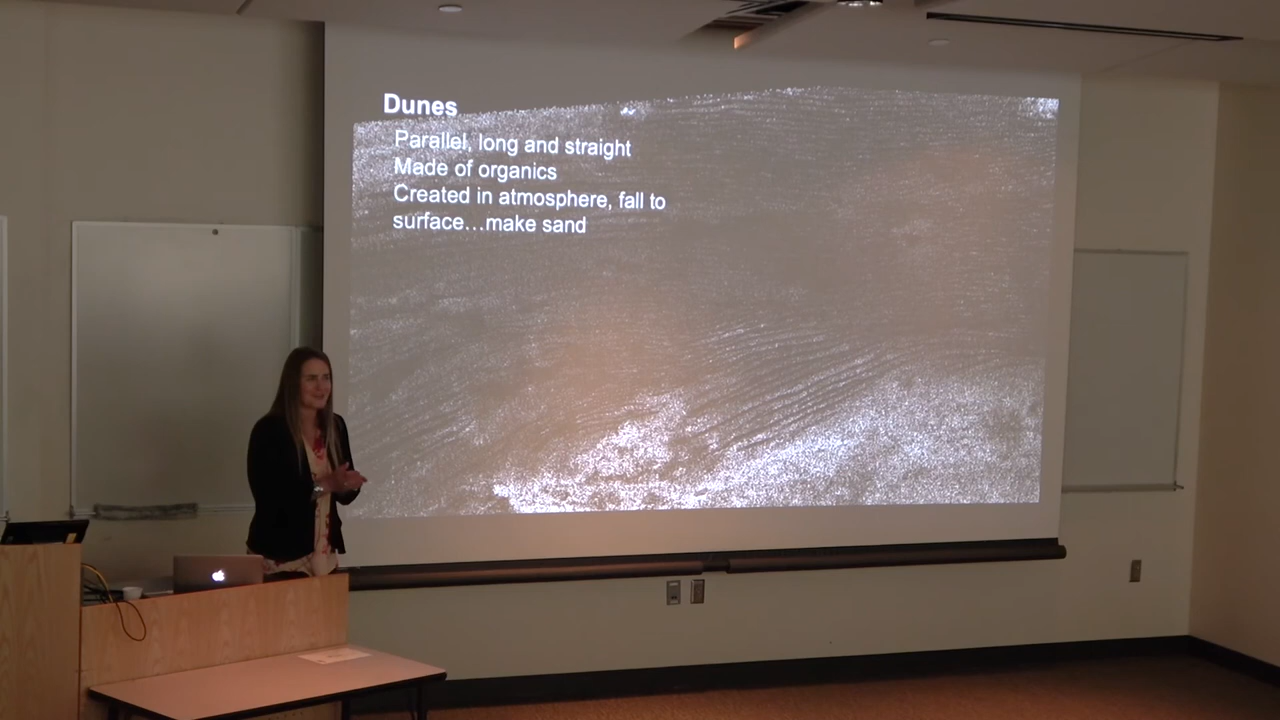 Dunes
Parallel, long and straight
Made of organics
Created in atmosphere, fall to
surface...make sand